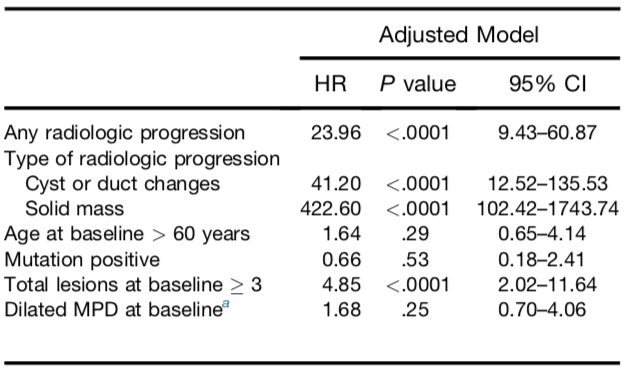 Adjusted Model
HR P value 95% CI
Any radiologic progression 23.96 <.0001 9.43–60.87
Type of radiologic progression
Cyst or duct changes 41.20 <.0001 12.52–135.53
Solid mass 422.60 <.0001 102.42–1743.74
Age at baseline > 60 years 1.64 .29 0.65–4.14
Mutation positive 0.66 .53 0.18–2.41
Total lesions at baseline ≥ 3 4.85 <.0001 2.02–11.64
Dilated MPD at baselineᵃ 1.68 .25 0.70–4.06